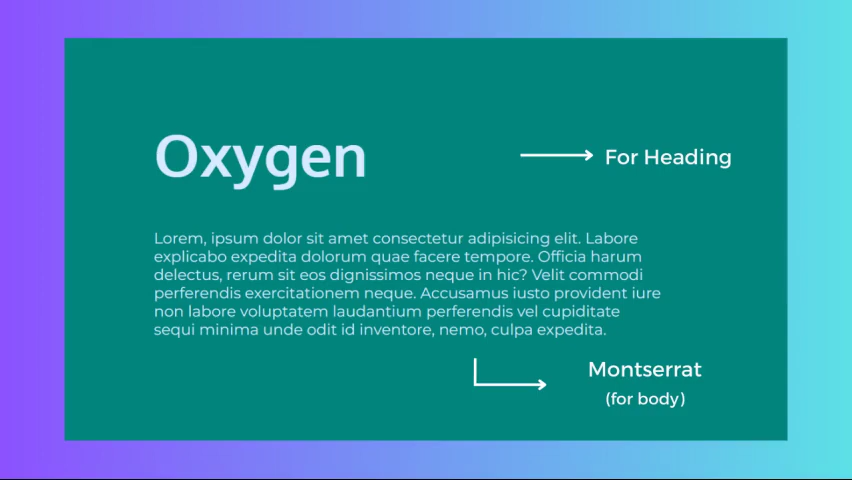 Oxygen
For Heading
Lorem, ipsum dolor sit amet consectetur adipisicing elit. Labore
explicabo expedita dolorum quae facere tempore. Officia harum
delectus, rerum sit eos dignissimos neque in hic? Velit commodi
perferendis exercitationem neque. Accusamus iusto provident iure
non labore voluptatem laudantium perferendis vel cupiditate
sequi minima unde odit id inventore, nemo, culpa expedita.
Montserrat
(for body)